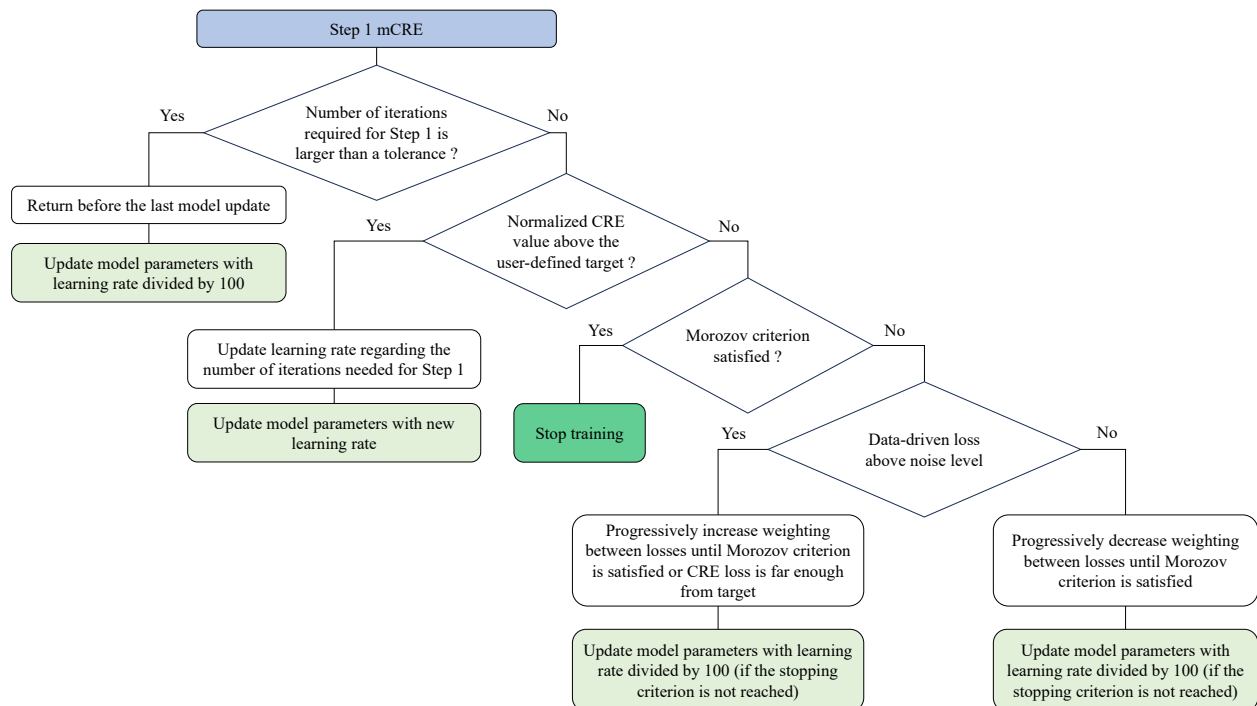 Step 1 mCRE
Number of iterations
required for Step 1 is
larger than a tolerance ?
Yes
No
Return before the last model update
Update model parameters with
learning rate divided by 100
Normalized CRE
value above the
user-defined target ?
Yes
No
Update learning rate regarding the
number of iterations needed for Step 1
Update model parameters with new
learning rate
Morozov criterion
satisfied ?
Yes
No
Stop training
Data-driven loss
above noise level
Yes
No
Progressively increase weighting
between losses until Morozov criterion
is satisfied or CRE loss is far enough
from target
Update model parameters with learning
rate divided by 100 (if the stopping
criterion is not reached)
Progressively decrease weighting
between losses until Morozov
criterion is satisfied
Update model parameters with
learning rate divided by 100 (if the
stopping criterion is not reached)